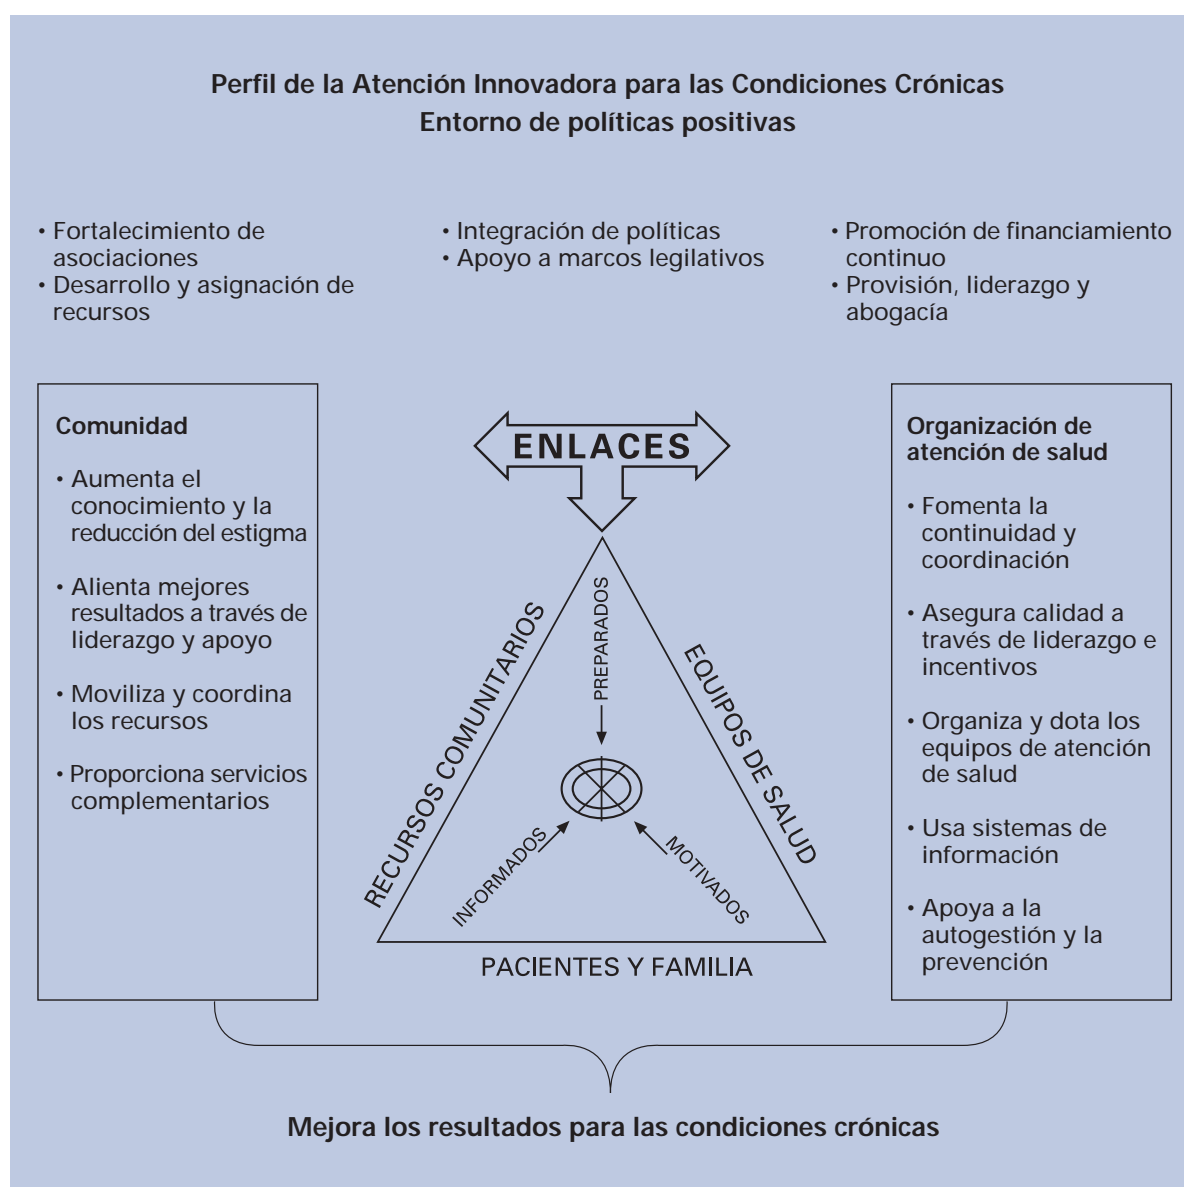 Perfil de la Atención Innovadora para las Condiciones Crónicas
Entorno de políticas positivas
• Fortalecimiento de
asociaciones
• Desarrollo y asignación de
recursos
• Integración de políticas
• Apoyo a marcos legilativos
• Promoción de financiamiento
continuo
• Provisión, liderazgo y
abogacía
Comunidad
• Aumenta el
conocimiento y la
reducción del estigma
• Alienta mejores
resultados a través de
liderazgo y apoyo
• Moviliza y coordina
los recursos
• Proporciona servicios
complementarios
ENLACES
RECURSOS COMUNITARIOS
EQUIPOS DE SALUD
PREPARADOS
INFORMADOS
MOTIVADOS
PACIENTES Y FAMILIA
Organización de
atención de salud
• Fomenta la
continuidad y
coordinación
• Asegura calidad a
través de liderazgo e
incentivos
• Organiza y dota los
equipos de atención
de salud
• Usa sistemas de
información
• Apoya a la
autogestión y la
prevención
Mejora los resultados para las condiciones crónicas